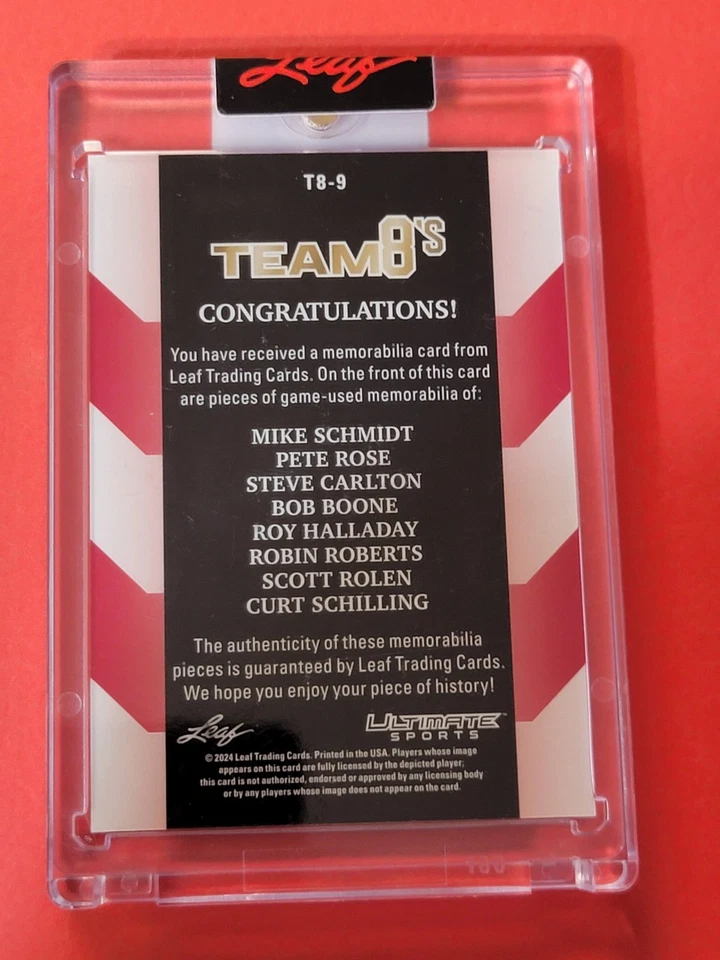 Leaf
T8-9
TEAM 8'S
CONGRATULATIONS!
You have received a memorabilia card from
Leaf Trading Cards. On the front of this card
are pieces of game-used memorabilia of:
MIKE SCHMIDT
PETE ROSE
STEVE CARLTON
BOB BOONE
ROY HALLADAY
ROBIN ROBERTS
SCOTT ROLEN
CURT SCHILLING
The authenticity of these memorabilia
pieces is guaranteed by Leaf Trading Cards.
We hope you enjoy your piece of history!
Leaf
ULTIMATE
SPORTS
© 2024 Leaf Trading Cards. Printed in the USA. Players whose image
appears on this card are fully licensed by the depicted player;
this card is not authorized, endorsed or approved by any licensing body
or by any players whose image does not appear on the card.